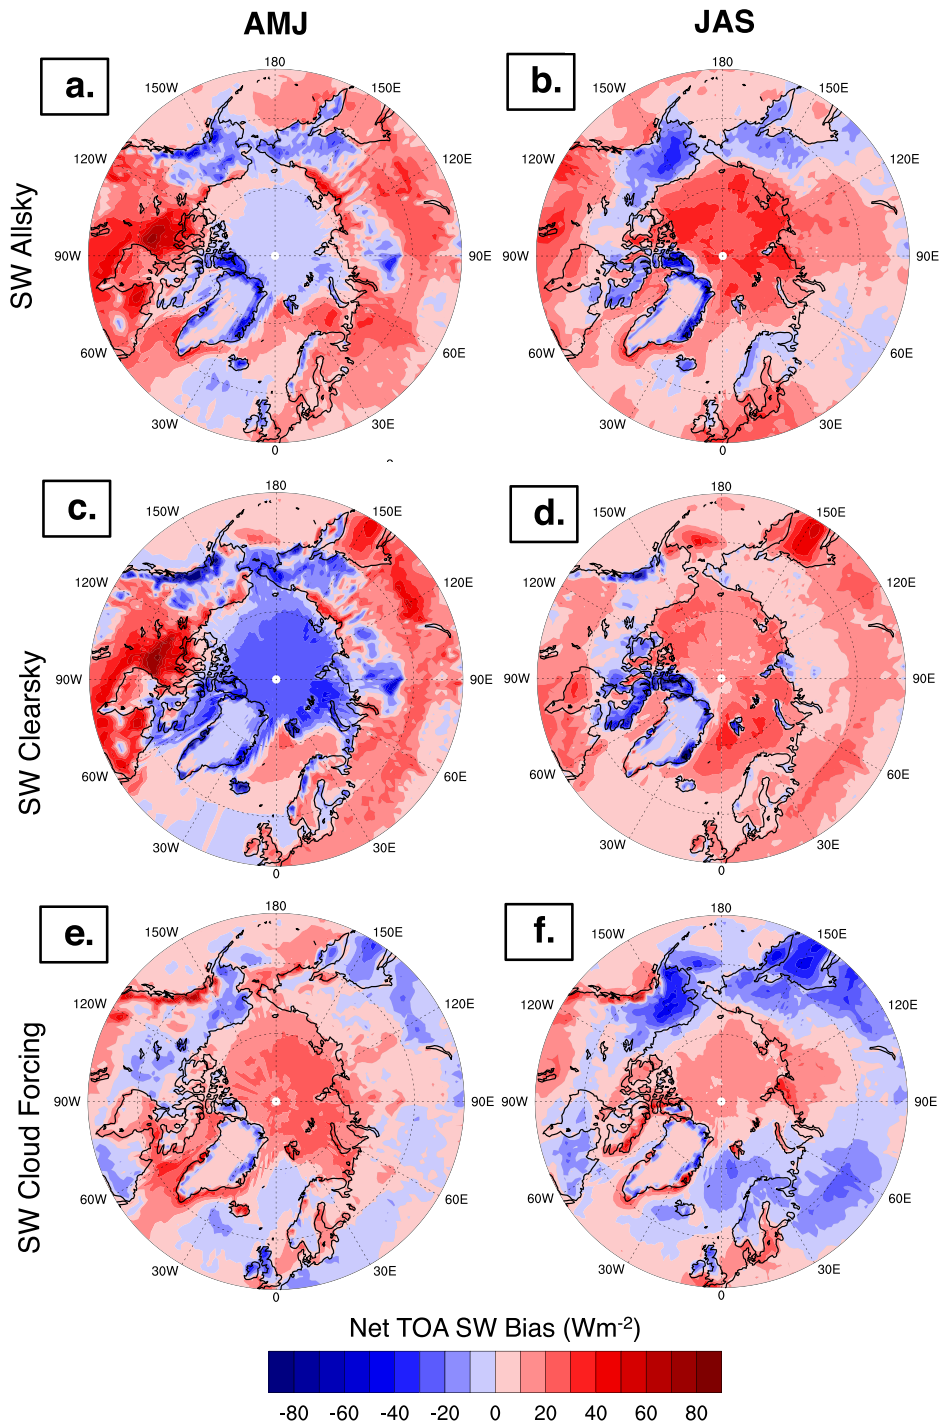 AMJ
JAS
a.
b.
SW Allsky
180
150W
150E
120W
120E
90W
90E
60W
60E
30W
30E
0
180
150W
150E
120W
120E
90W
90E
60W
60E
30W
30E
0
c.
d.
SW Clearsky
180
150W
150E
120W
120E
90W
90E
60W
60E
30W
30E
0
180
150W
150E
120W
120E
90W
90E
60W
60E
30W
30E
0
e.
f.
SW Cloud Forcing
180
150W
150E
120W
120E
90W
90E
60W
60E
30W
30E
0
180
150W
150E
120W
120E
90W
90E
60W
60E
30W
30E
0
Net TOA SW Bias (Wm-2)
-80 -60 -40 -20 0 20 40 60 80